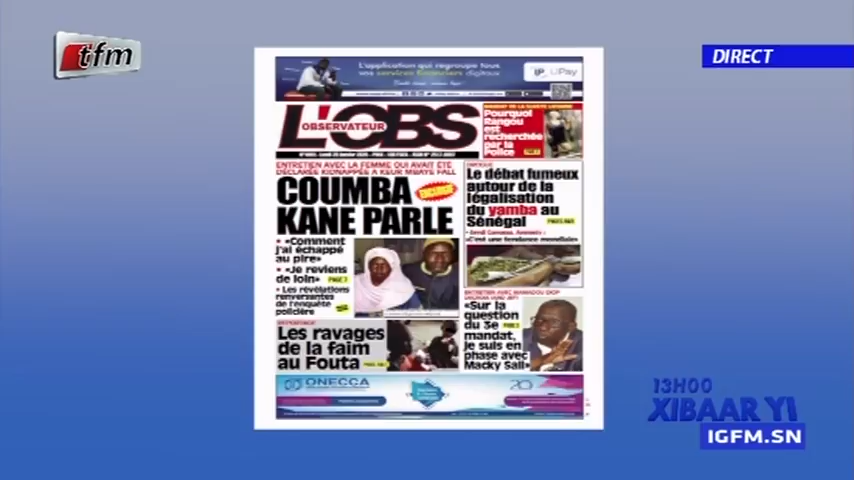 tfm
DIRECT
L'application qui regroupe tous
vos services financiers digitaux
UPay
L'OBS
OBSERVATEUR
Pourquoi
Rangou
est
recherchée
par la
Police
ENTRETIEN AVEC LA FEMME QUI AVAIT ÉTÉ
DÉCLARÉE KIDNAPPÉE A KEUR MBAYE FALL
COUMBA
KANE PARLE
EXCLUSIF
«Comment
j'ai échappé
au pire»
«Je reviens
de loin»
PAGE 7
Les révélations
renversantes
de l'enquête
policière
Le débat fumeux
autour de la
légalisation
du yamba au
Sénégal
«C'est une tendance mondiale»
Les ravages
de la faim
au Fouta
«Sur la
question
du 3e
mandat,
je suis en
phase avec
Macky Sall»
ONECCA
20
13H00
XIBAAR YI
IGFM.SN